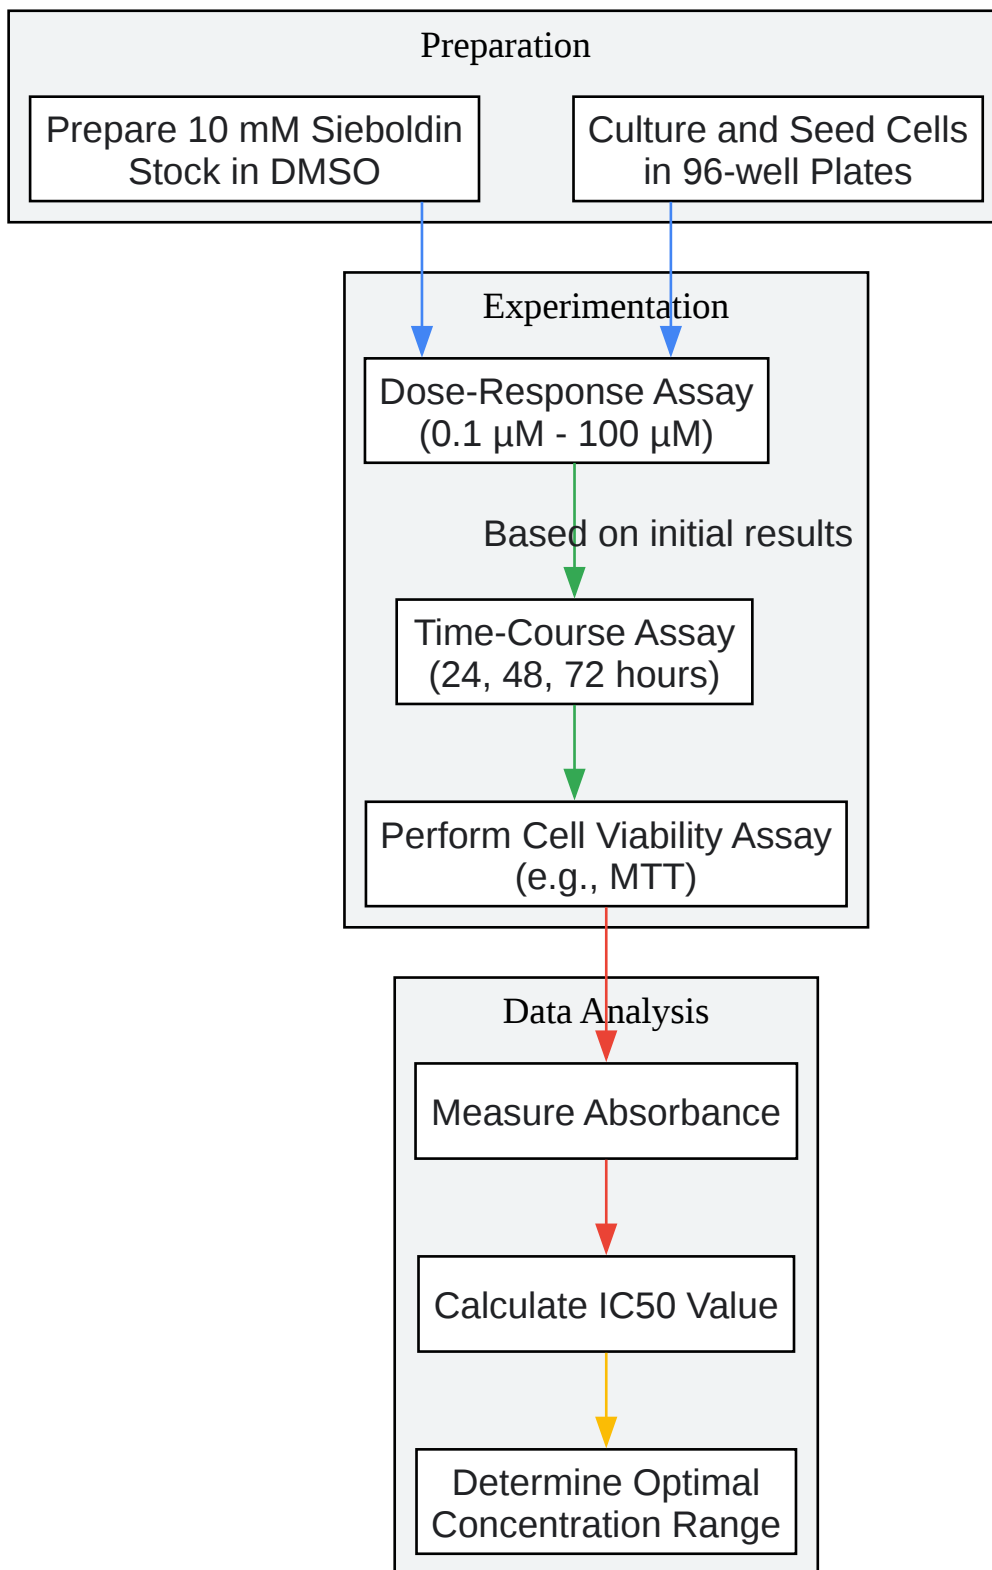 Preparation
Prepare 10 mM Sieboldin
Stock in DMSO
Culture and Seed Cells
in 96-well Plates
Experimentation
Dose-Response Assay
(0.1 µM - 100 µM)
Based on initial results
Time-Course Assay
(24, 48, 72 hours)
Perform Cell Viability Assay
(e.g., MTT)
Data Analysis
Measure Absorbance
Calculate IC50 Value
Determine Optimal
Concentration Range